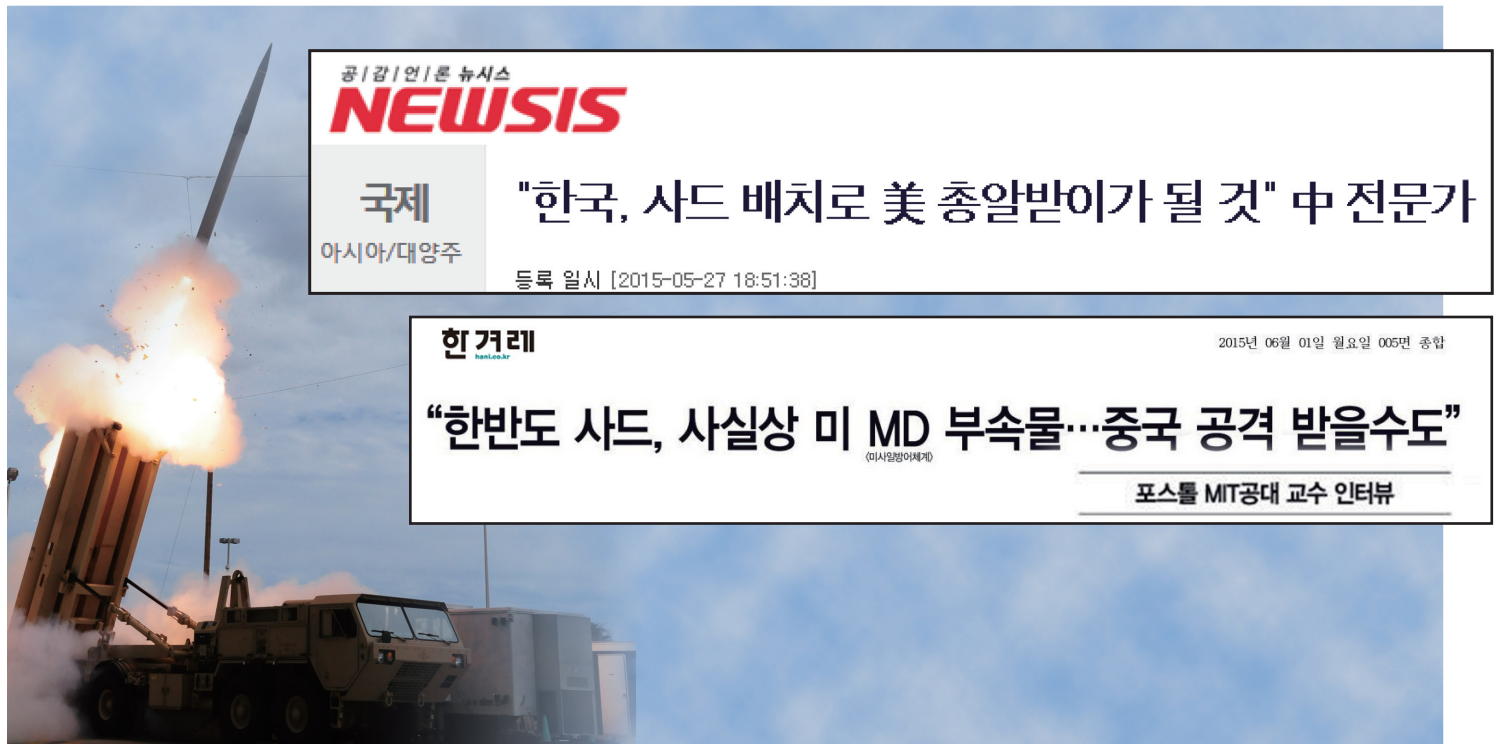 공|감|언|론 뉴시스
NEWSIS
국제
아시아/대양주
"한국, 사드 배치로 美 총알받이가 될 것" 中 전문가
등록 일시 [2015-05-27 18:51:38]
한겨레
hani.co.kr
2015년 06월 01일 월요일 005면 종합
“한반도 사드, 사실상 미 MD 부속물…중국 공격 받을수도”
(미사일방어체계)
포스톨 MIT공대 교수 인터뷰